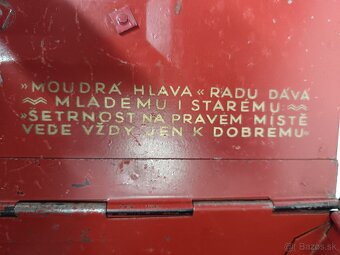 »MOUDRÁ HLAVA« RADU DÁVÁ
MLADÉMU I STARÉMU:
»ŠETRNOST NA PRAVÉM MÍSTĚ
VEDE VŽDY JEN K DOBRÉMU«
Bazos.sk